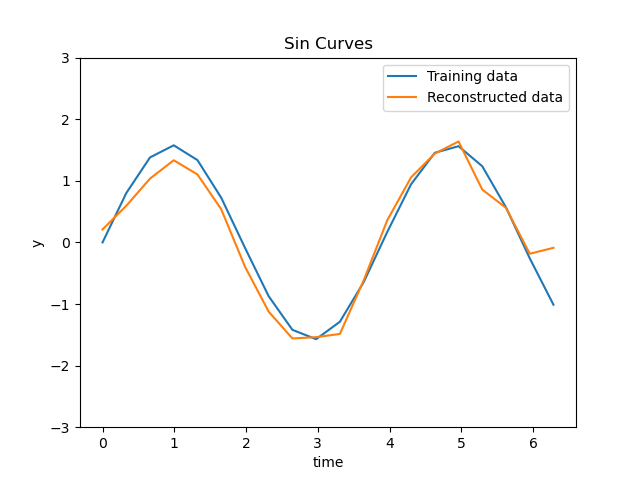 Sin Curves
Training data
Reconstructed data
y
3
2
1
0
−1
−2
−3
0 1 2 3 4 5 6
time